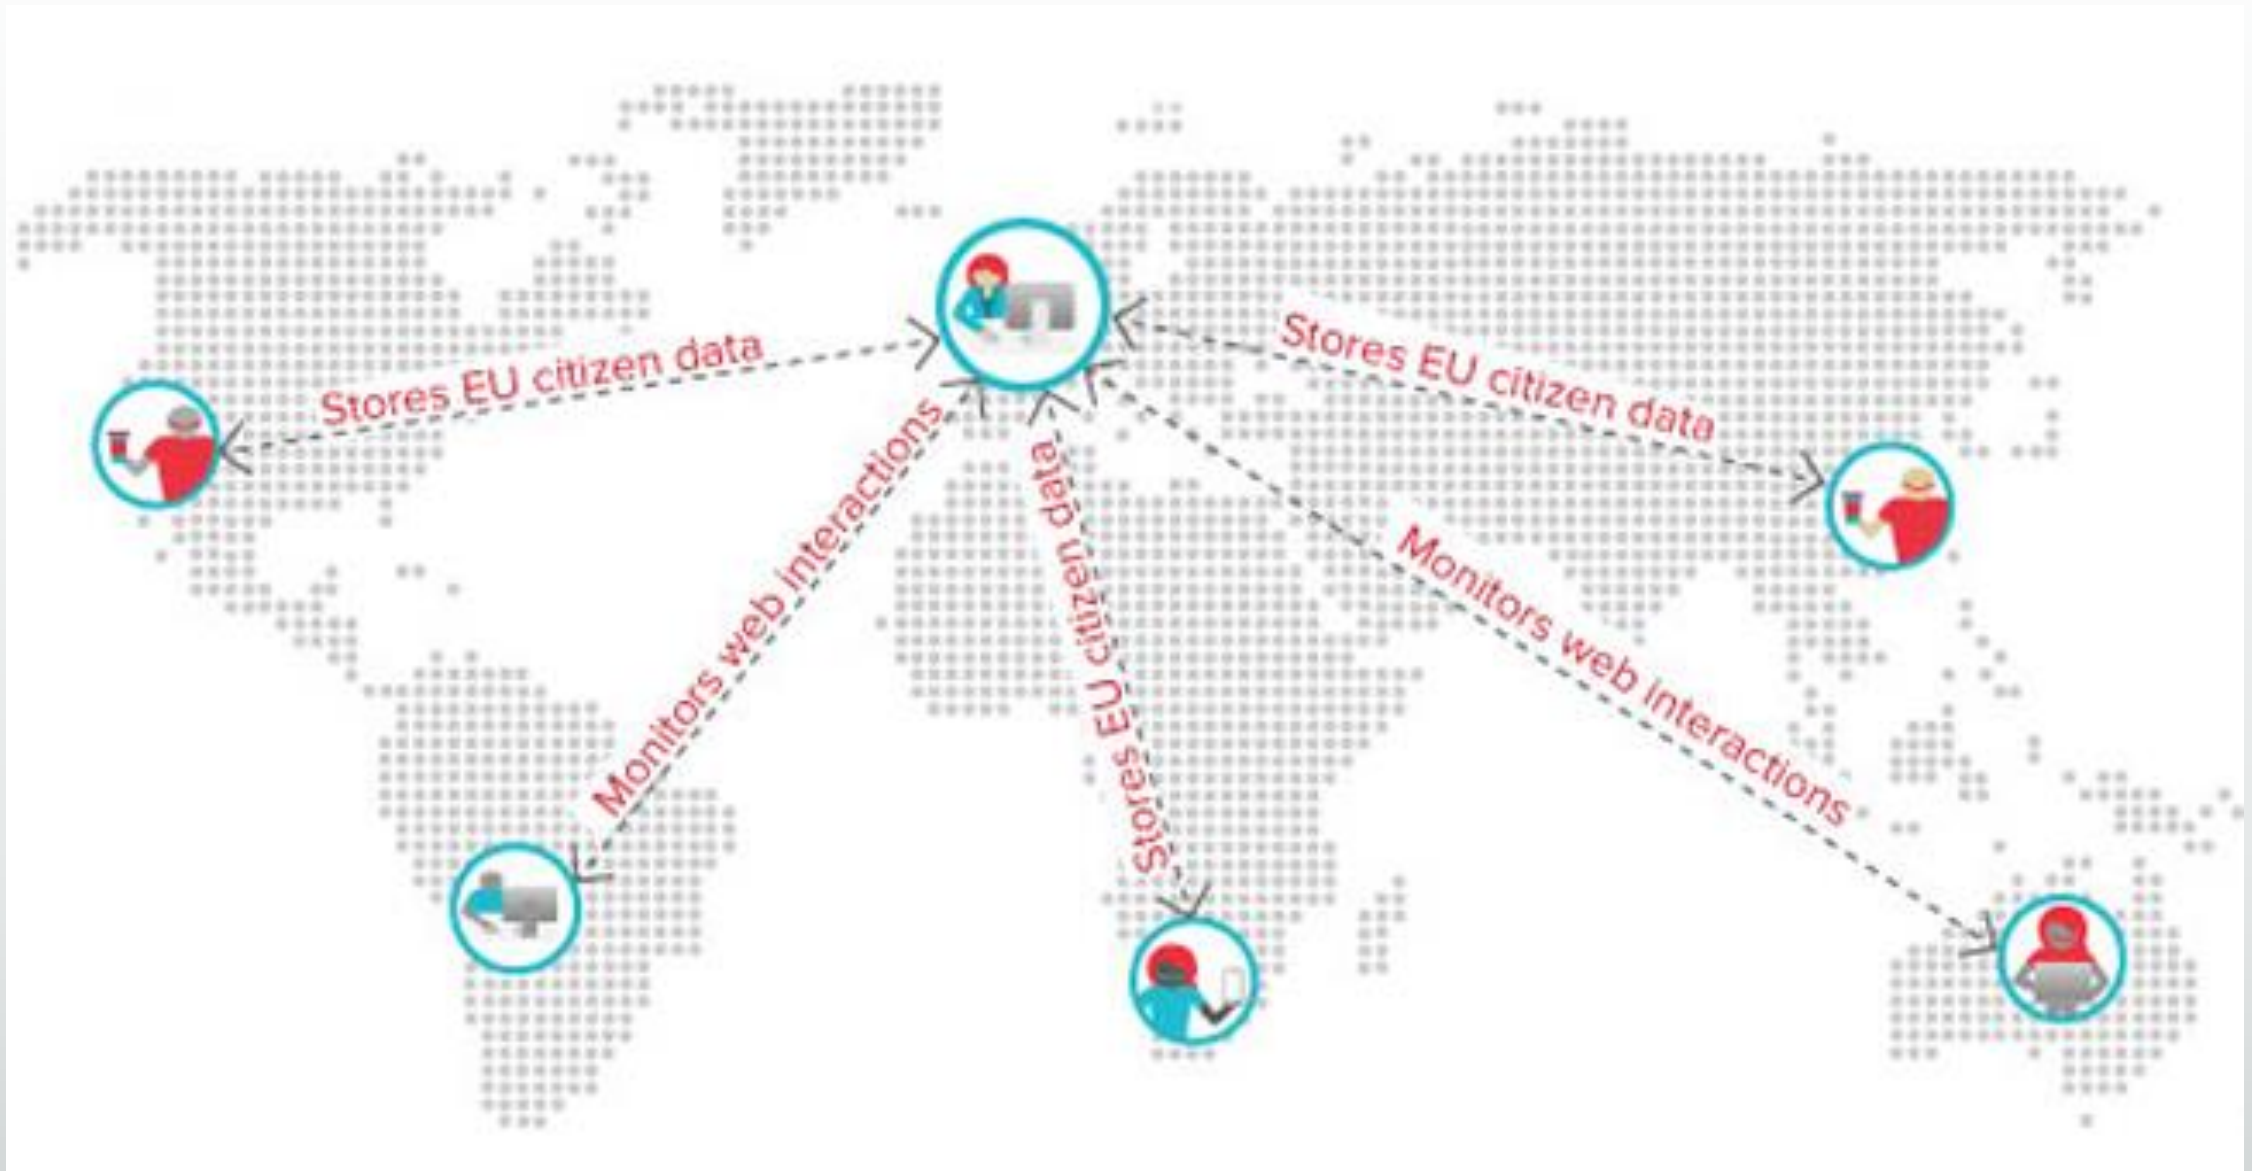 Stores EU citizen data
Stores EU citizen data
Monitors web interactions
Stores EU citizen data
Monitors web interactions